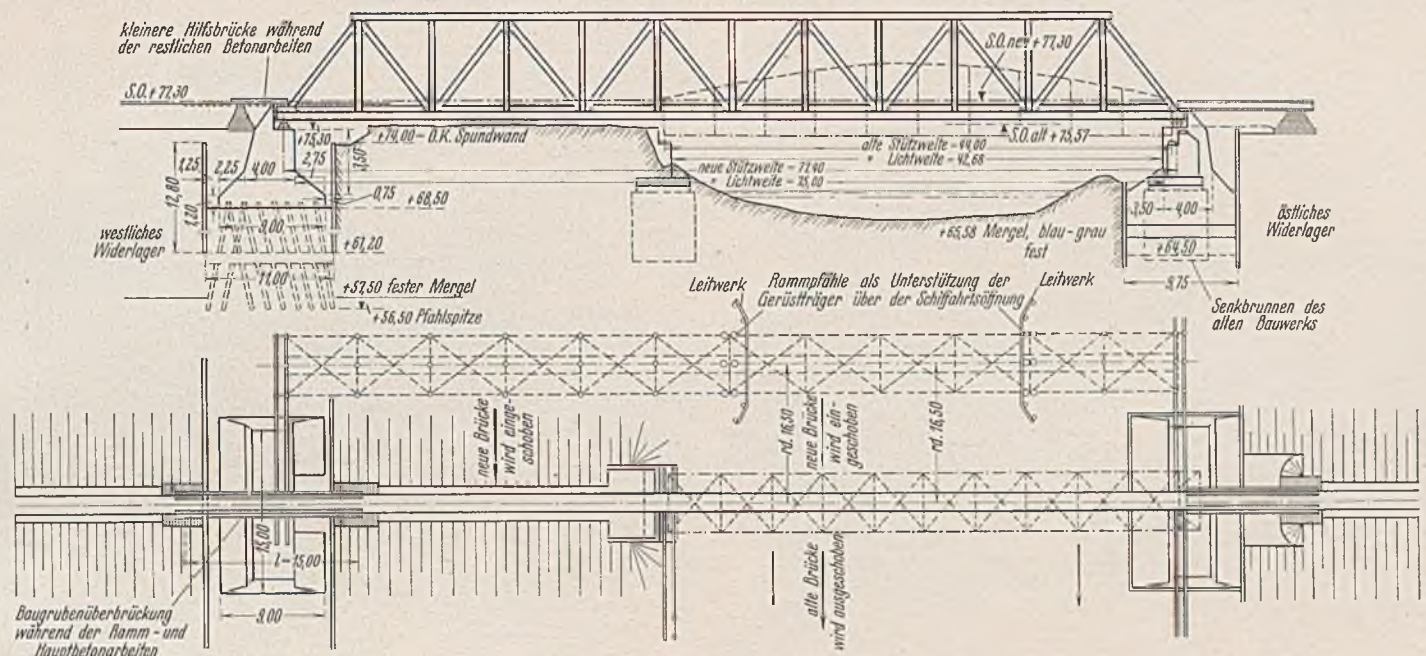 kleinere Hilfsbrücke während
der restlichen Betonarbeiten
S.O. + 77,30
S.O. neu + 77,30
+75,10
+74,00 – O.K. Spundwand
S.O. alt + 75,57
alte Stützweite – 44,00
" Lichtweite – 42,68
neue Stützweite – 77,40
" Lichtweite – 75,00
1,25
2,25
4,00
2,75
3,50
12,80
0,75
+ 68,50
1,20
9,00
westliches
Widerlager
+61,20
11,00
+57,50 fester Mergel
+56,50 Pfahlspitze
+65,58 Mergel, blau-grau
fest
3,50
4,00
+64,50
9,75
östliches
Widerlager
Senkbrunnen des
alten Bauwerks
Leitwerk
Rammpfähle als Unterstützung der
Gerüstträger über der Schiffahrtsöffnung
Leitwerk
neue Brücke
wird einge-
schoben
rd. 16,50
neue Brücke
wird ein-
geschoben
rd. 16,50
15,00
l – 15,00
9,00
alte Brücke
wird ausgeschoben
Baugrubenüberbrückung
während der Ramm- und
Hauptbetonarbeiten